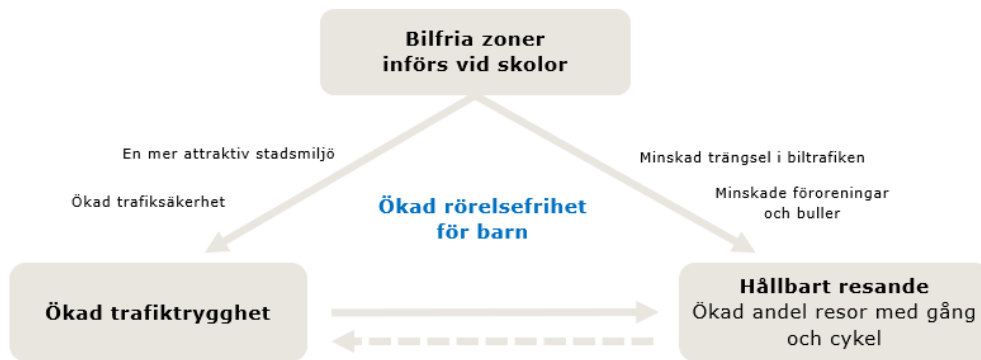 Bilfria zoner
införs vid skolor
En mer attraktiv stadsmiljö
Minskad trängsel i biltrafiken
Ökad trafiksäkerhet
Minskade föroreningar
och buller
Ökad rörelsefrihet
för barn
Ökad trafiktrygghet
Hållbart resande
Ökad andel resor med gång
och cykel